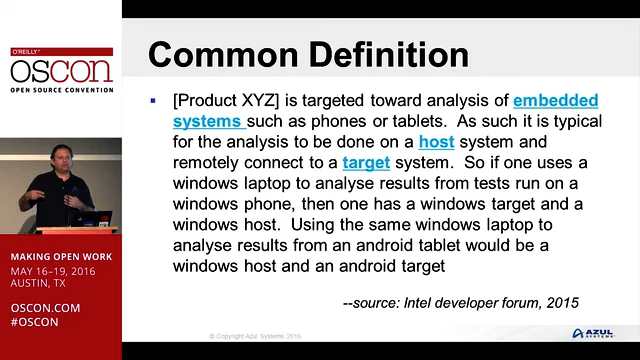 O'REILLY®
OSCON
OPEN SOURCE CONVENTION
MAKING OPEN WORK
MAY 16–19, 2016
AUSTIN, TX
OSCON.COM
#OSCON
Common Definition
▪ [Product XYZ] is targeted toward analysis of embedded
systems such as phones or tablets. As such it is typical
for the analysis to be done on a host system and
remotely connect to a target system. So if one uses a
windows laptop to analyse results from tests run on a
windows phone, then one has a windows target and a
windows host. Using the same windows laptop to
analyse results from an android tablet would be a
windows host and an android target
--source: Intel developer forum, 2015
© Copyright Azul Systems 2016
AZUL
SYSTEMS